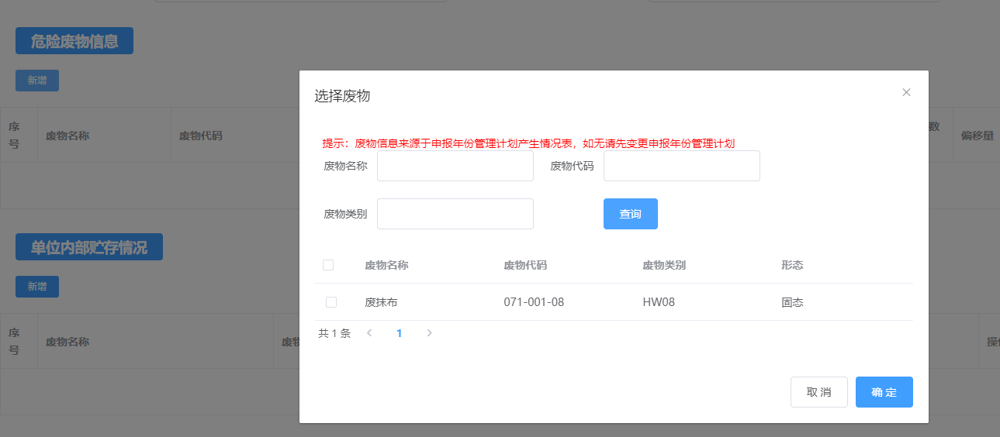 危险废物信息
新增
序号
废物名称
废物代码
数
偏移量
单位内部贮存情况
新增
序号
废物名称
废物
操作
选择废物
提示：废物信息来源于申报年份管理计划产生情况表，如无请先变更申报年份管理计划
废物名称
废物代码
废物类别
查询
废物名称 废物代码 废物类别 形态
废抹布 071-001-08 HW08 固态
共 1 条 1
取 消 确 定